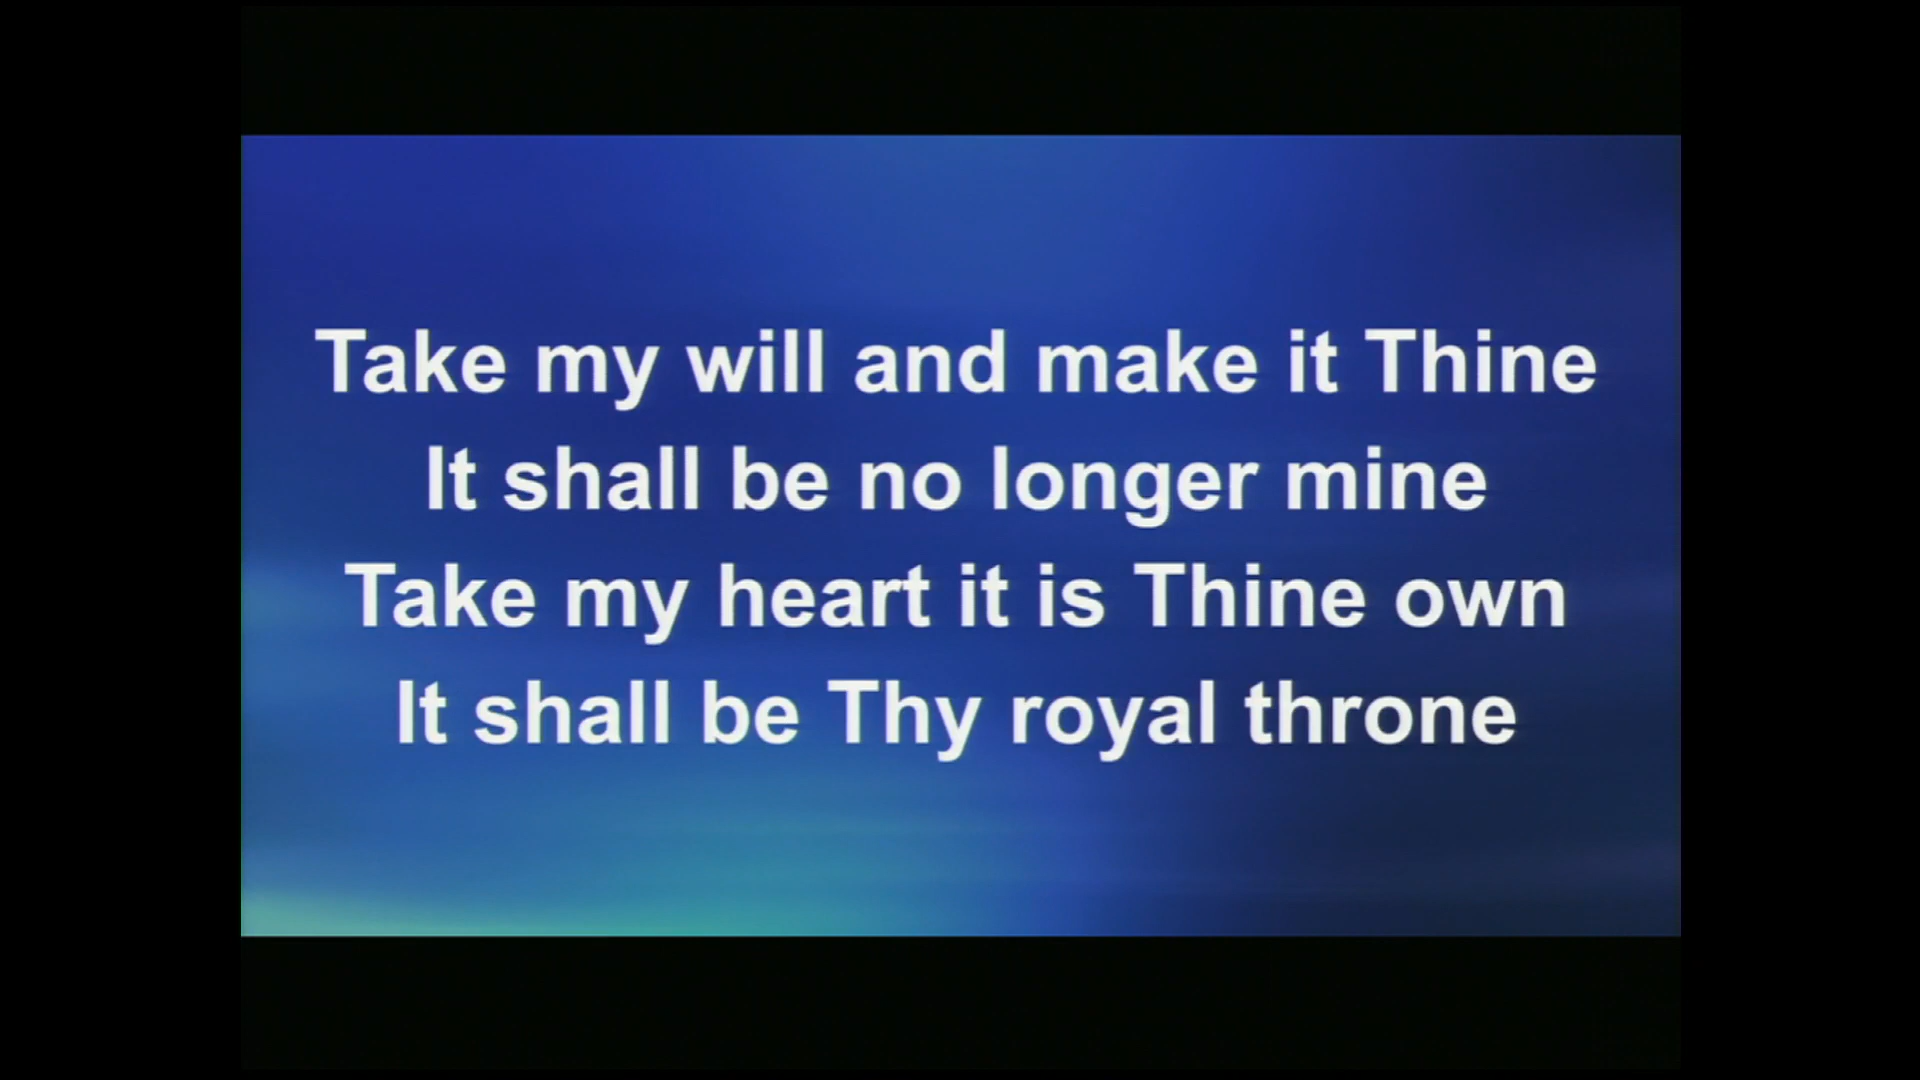 Take my will and make it Thine
It shall be no longer mine
Take my heart it is Thine own
It shall be Thy royal throne